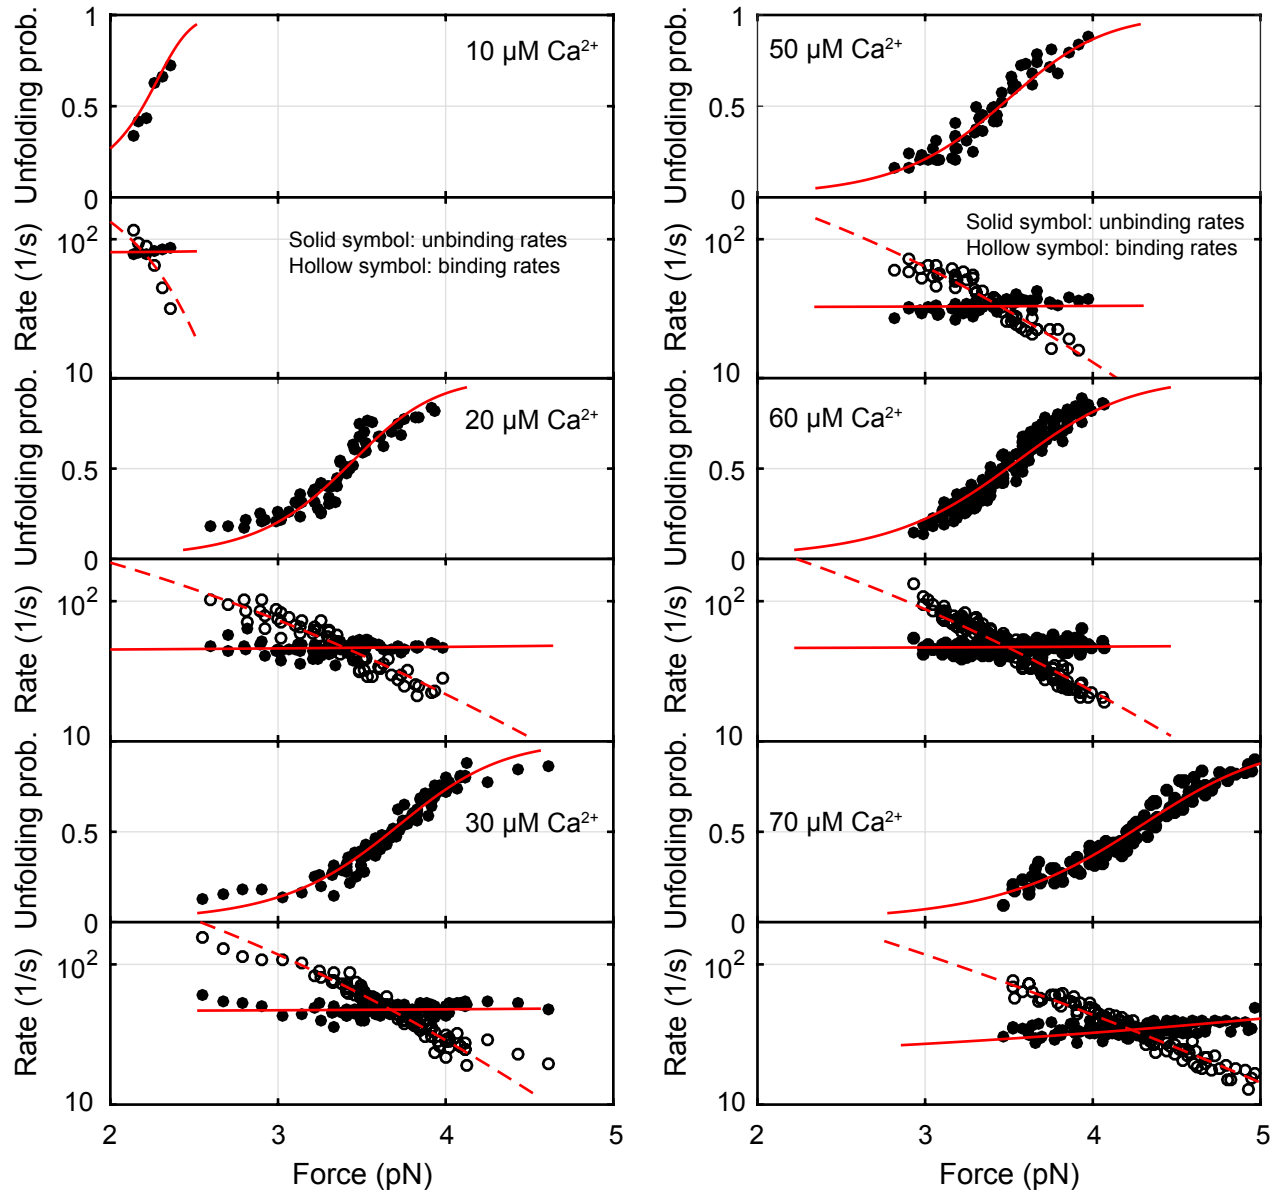 Unfolding prob.
1
0.5
0
10 µM Ca²⁺
Rate (1/s)
10²
10
Solid symbol: unbinding rates
Hollow symbol: binding rates
Unfolding prob.
0.5
0
20 µM Ca²⁺
Rate (1/s)
10²
10
Unfolding prob.
0.5
0
30 µM Ca²⁺
Rate (1/s)
10²
10
2
3
4
5
Force (pN)
Unfolding prob.
1
0.5
0
50 µM Ca²⁺
Rate (1/s)
10²
10
Solid symbol: unbinding rates
Hollow symbol: binding rates
Unfolding prob.
0.5
0
60 µM Ca²⁺
Rate (1/s)
10²
10
Unfolding prob.
0.5
0
70 µM Ca²⁺
Rate (1/s)
10²
10
2
3
4
5
Force (pN)